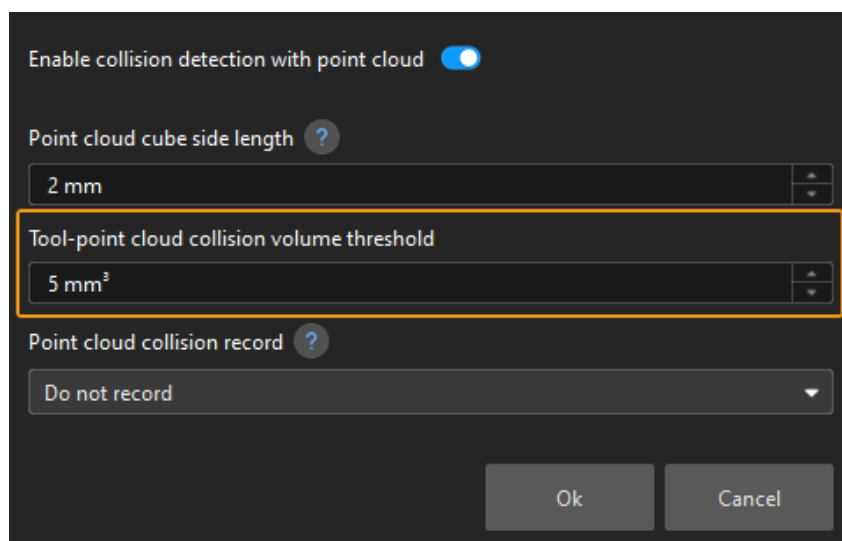 Enable collision detection with point cloud
Point cloud cube side length ?
2 mm
Tool-point cloud collision volume threshold
5 mm³
Point cloud collision record ?
Do not record
Ok Cancel